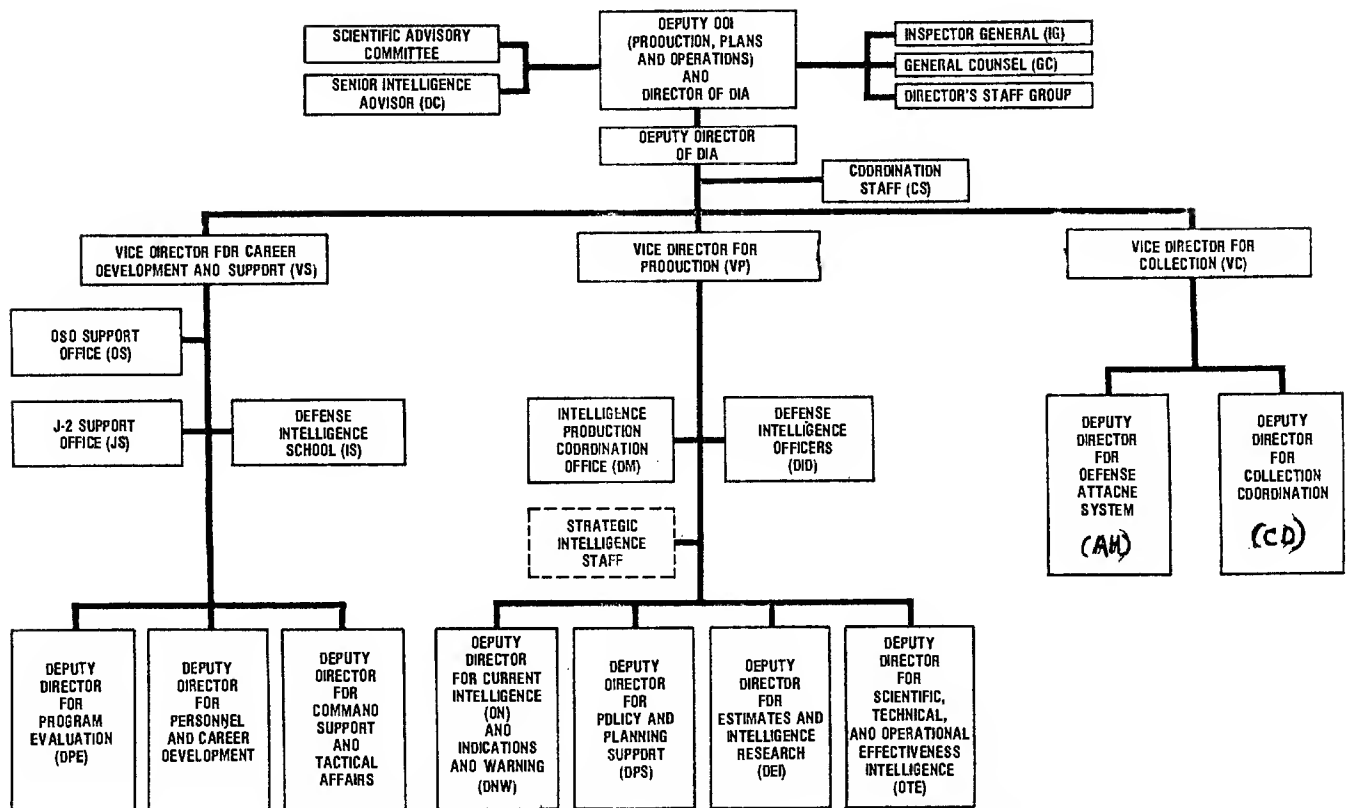 SCIENTIFIC ADVISORY
COMMITTEE
SENIOR INTELLIGENCE
ADVISOR (DC)
DEPUTY DDI
(PRODUCTION, PLANS
AND OPERATIONS)
AND
DIRECTOR OF DIA
INSPECTOR GENERAL (IG)
GENERAL COUNSEL (GC)
DIRECTOR'S STAFF GROUP
DEPUTY DIRECTOR
OF DIA
COORDINATION
STAFF (CS)
VICE DIRECTOR FOR CAREER
DEVELOPMENT AND SUPPORT (VS)
VICE DIRECTOR FOR
PRODUCTION (VP)
VICE DIRECTOR FOR
COLLECTION (VC)
OSO SUPPORT
OFFICE (OS)
J-2 SUPPORT
OFFICE (JS)
DEFENSE
INTELLIGENCE
SCHOOL (IS)
INTELLIGENCE
PRODUCTION
COORDINATION
OFFICE (DM)
DEFENSE
INTELLIGENCE
OFFICERS
(DIO)
STRATEGIC
INTELLIGENCE
STAFF
DEPUTY
DIRECTOR
FOR
DEFENSE
ATTACHE
SYSTEM
(AH)
DEPUTY
DIRECTOR
FOR
COLLECTION
COORDINATION
(CD)
DEPUTY
DIRECTOR
FOR
PROGRAM
EVALUATION
(DPE)
DEPUTY
DIRECTOR
FOR
PERSONNEL
AND CAREER
DEVELOPMENT
DEPUTY
DIRECTOR
FOR
COMMAND
SUPPORT
AND
TACTICAL
AFFAIRS
DEPUTY
DIRECTOR
FOR CURRENT
INTELLIGENCE
(DN)
AND
INDICATIONS
AND WARNING
(DNW)
DEPUTY
DIRECTOR
FOR
POLICY AND
PLANNING
SUPPORT
(DPS)
DEPUTY
DIRECTOR
FOR
ESTIMATES AND
INTELLIGENCE
RESEARCH
(DEI)
DEPUTY
DIRECTOR
FOR
SCIENTIFIC,
TECHNICAL,
AND OPERATIONAL
EFFECTIVENESS
INTELLIGENCE
(DTE)